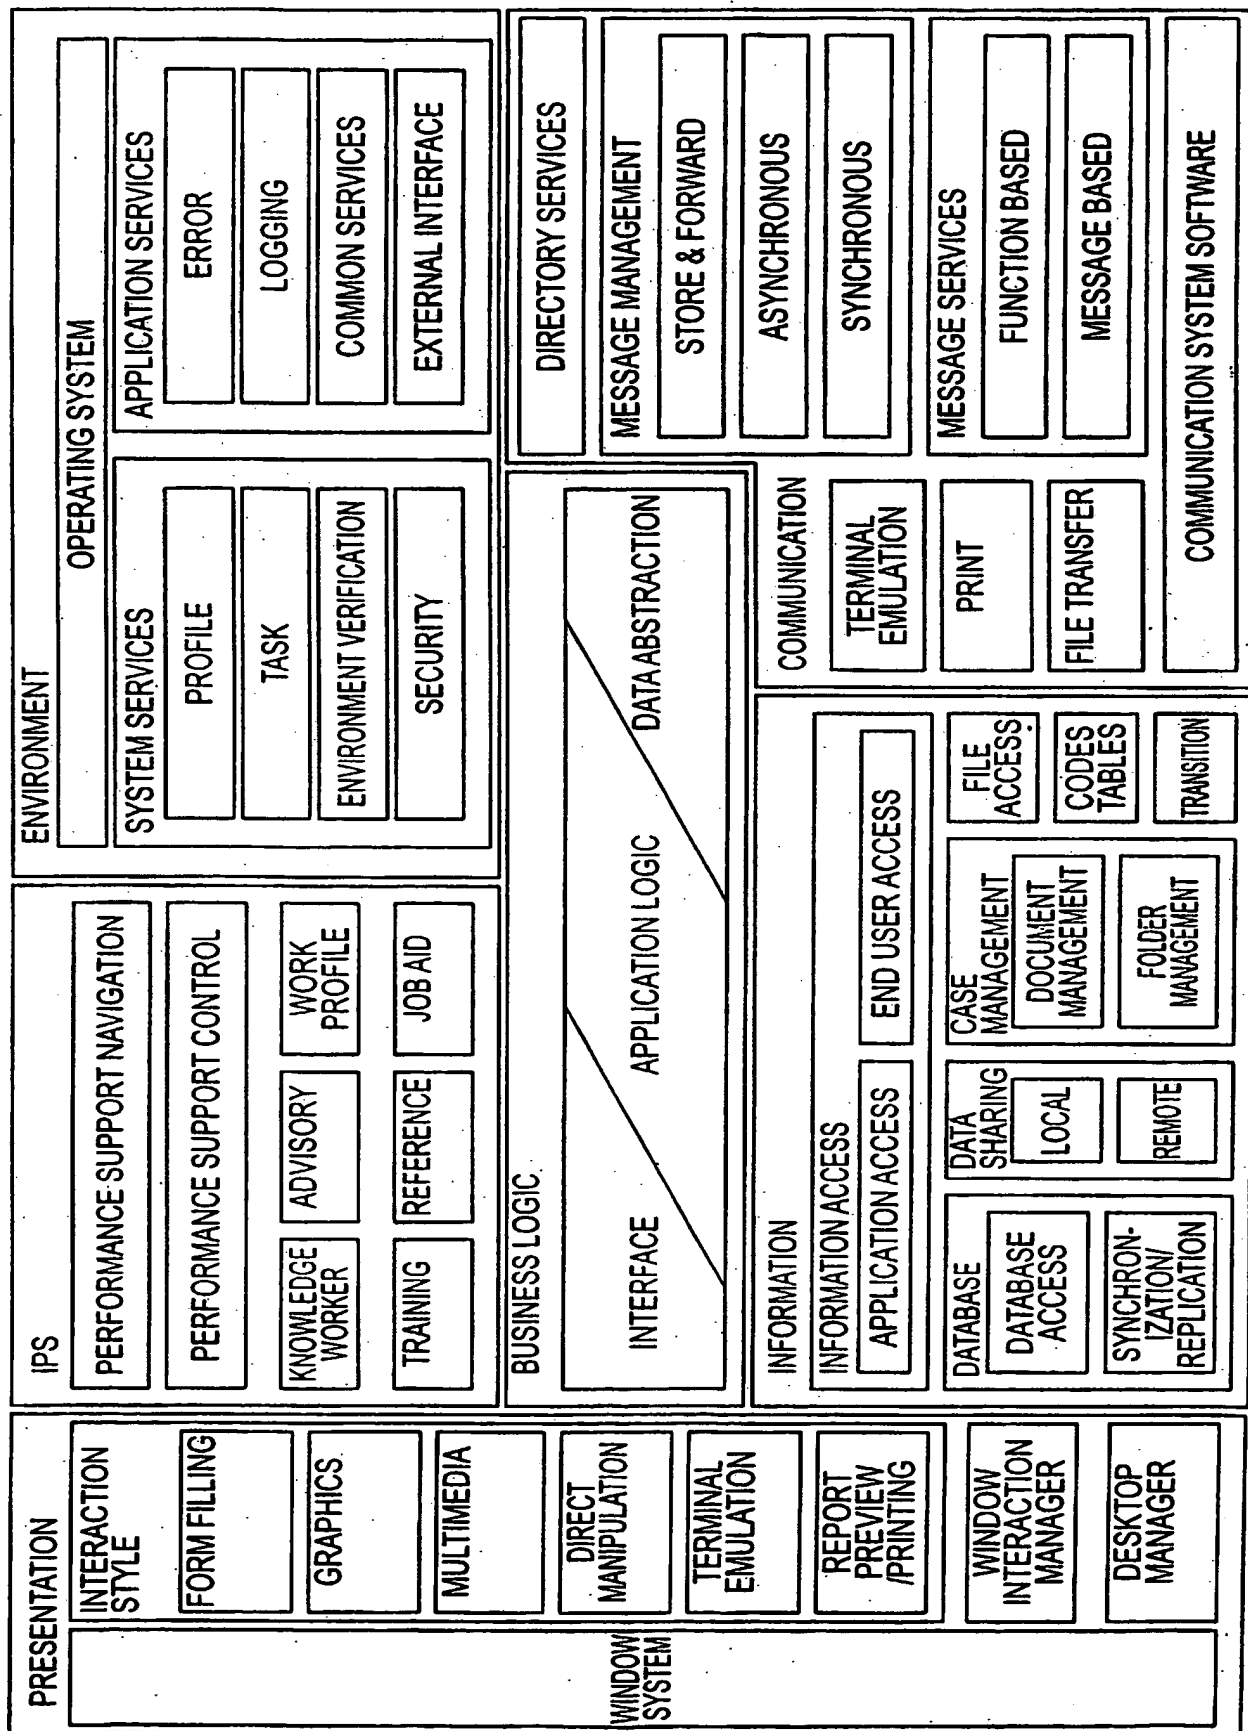 PRESENTATION
WINDOW
SYSTEM
INTERACTION
STYLE
FORM FILLING
GRAPHICS
MULTIMEDIA
DIRECT
MANIPULATION
TERMINAL
EMULATION
REPORT
PREVIEW
/PRINTING
WINDOW
INTERACTION
MANAGER
DESKTOP
MANAGER
IPS
PERFORMANCE SUPPORT NAVIGATION
PERFORMANCE SUPPORT CONTROL
KNOWLEDGE
WORKER
ADVISORY
WORK
PROFILE
TRAINING
REFERENCE
JOB AID
ENVIRONMENT
OPERATING SYSTEM
SYSTEM SERVICES
PROFILE
TASK
ENVIRONMENT VERIFICATION
SECURITY
APPLICATION SERVICES
ERROR
LOGGING
COMMON SERVICES
EXTERNAL INTERFACE
BUSINESS LOGIC
INTERFACE
APPLICATION LOGIC
DATA ABSTRACTION
INFORMATION
INFORMATION ACCESS
APPLICATION ACCESS
END USER ACCESS
DATABASE
DATABASE
ACCESS
SYNCHRON-
IZATION/
REPLICATION
DATA
SHARING
LOCAL
REMOTE
CASE
MANAGEMENT
DOCUMENT
MANAGEMENT
FOLDER
MANAGEMENT
FILE
ACCESS
CODES
TABLES
TRANSITION
COMMUNICATION
TERMINAL
EMULATION
PRINT
FILE TRANSFER
DIRECTORY SERVICES
MESSAGE MANAGEMENT
STORE & FORWARD
ASYNCHRONOUS
SYNCHRONOUS
MESSAGE SERVICES
FUNCTION BASED
MESSAGE BASED
COMMUNICATION SYSTEM SOFTWARE